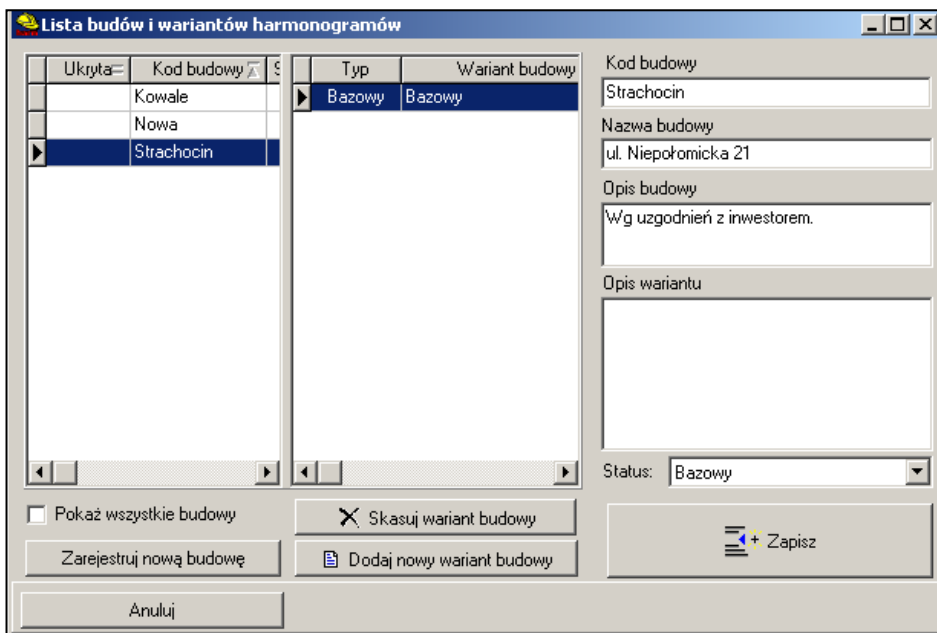 Lista budów i wariantów harmonogramów
Ukryta Kod budowy S
Kowale
Nowa
Strachocin
Typ Wariant budowy
Bazowy Bazowy
Kod budowy
Strachocin
Nazwa budowy
ul. Niepołomicka 21
Opis budowy
Wg uzgodnień z inwestorem.
Opis wariantu
Status: Bazowy
Pokaż wszystkie budowy
Zarejestruj nową budowę
Skasuj wariant budowy
Dodaj nowy wariant budowy
Zapisz
Anuluj